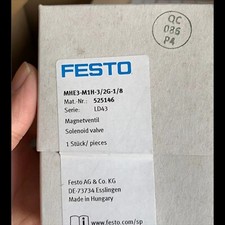 QC
085
P4
FESTO
MHE3-M1H-3/2G-1/8
Mat.-Nr.: 525146
Serie: LD43
Magnetventil
Solenoid valve
1 Stück/ pieces
Festo AG & Co. KG
DE-73734 Esslingen
Made in Hungary
www.festo.com/sp